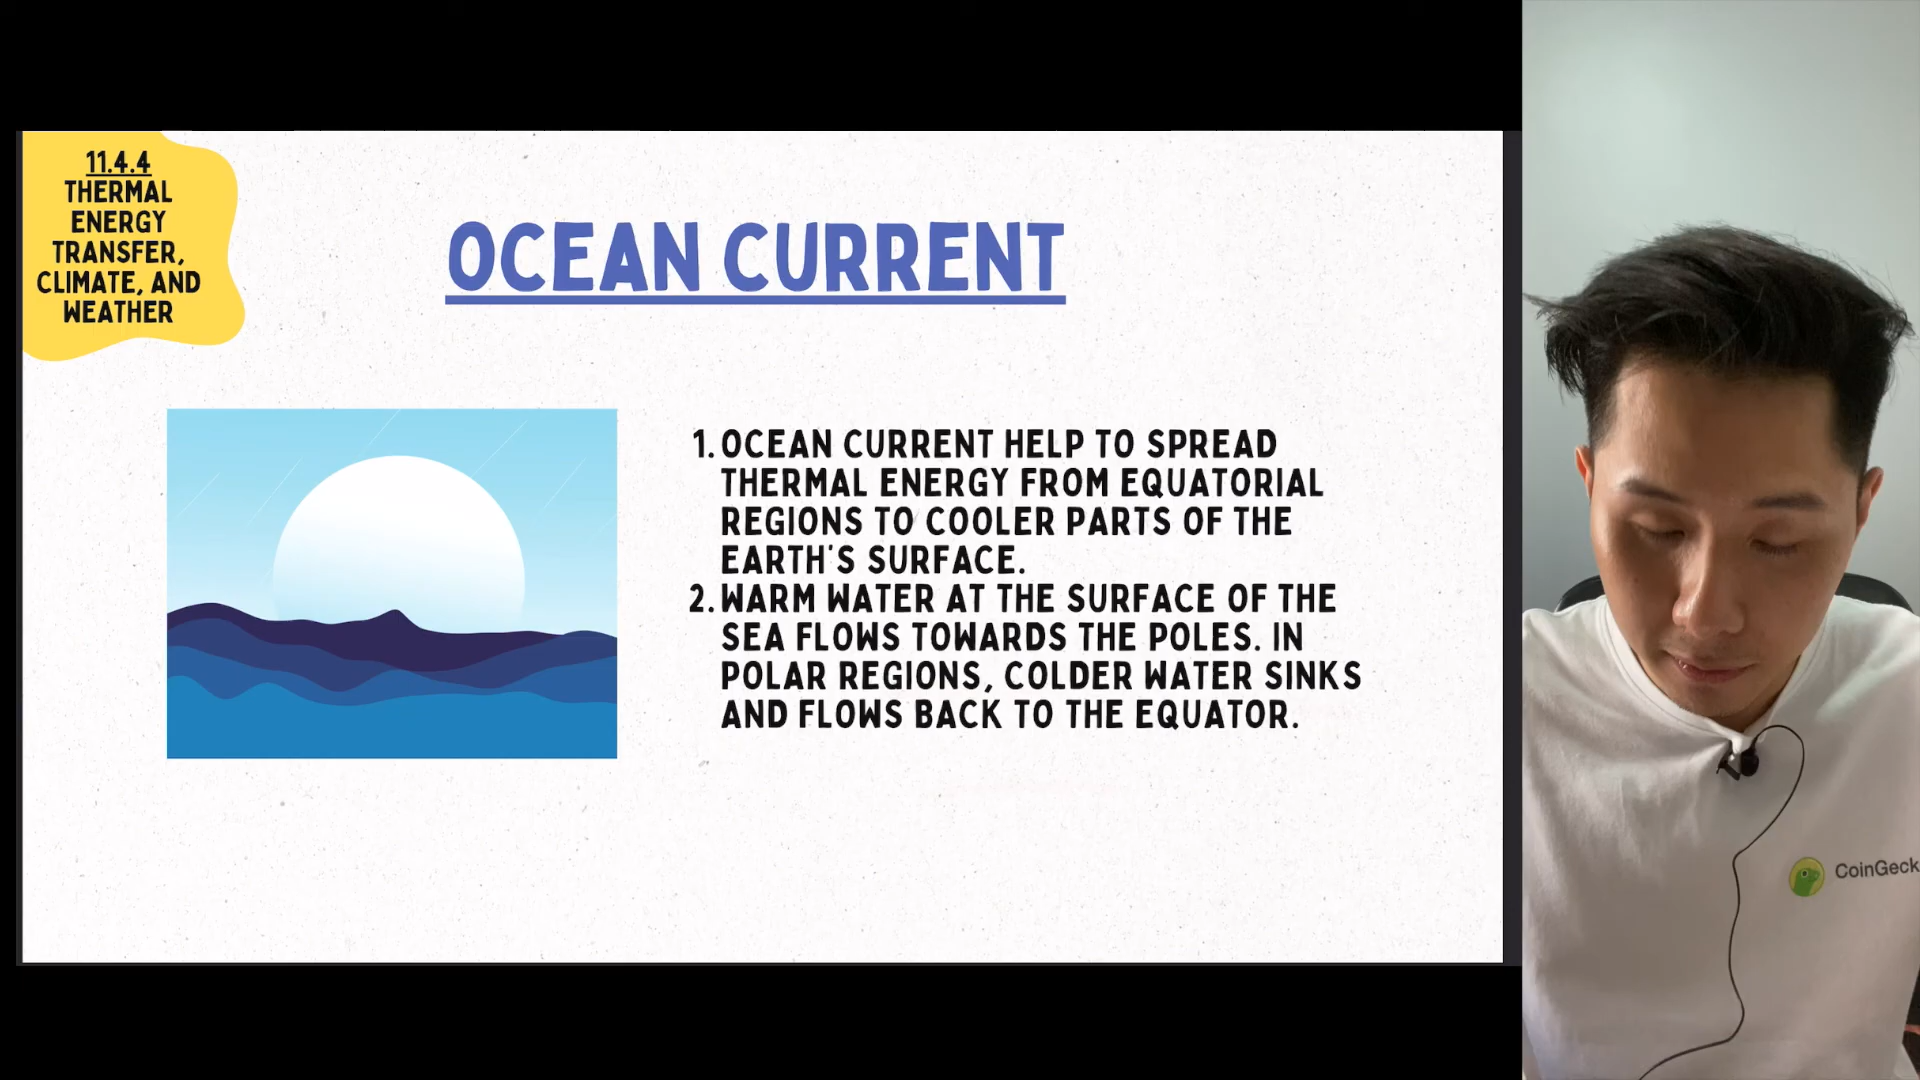 11.4.4
THERMAL
ENERGY
TRANSFER,
CLIMATE, AND
WEATHER
OCEAN CURRENT
1. OCEAN CURRENT HELP TO SPREAD
THERMAL ENERGY FROM EQUATORIAL
REGIONS TO COOLER PARTS OF THE
EARTH'S SURFACE.
2. WARM WATER AT THE SURFACE OF THE
SEA FLOWS TOWARDS THE POLES. IN
POLAR REGIONS, COLDER WATER SINKS
AND FLOWS BACK TO THE EQUATOR.
CoinGeck